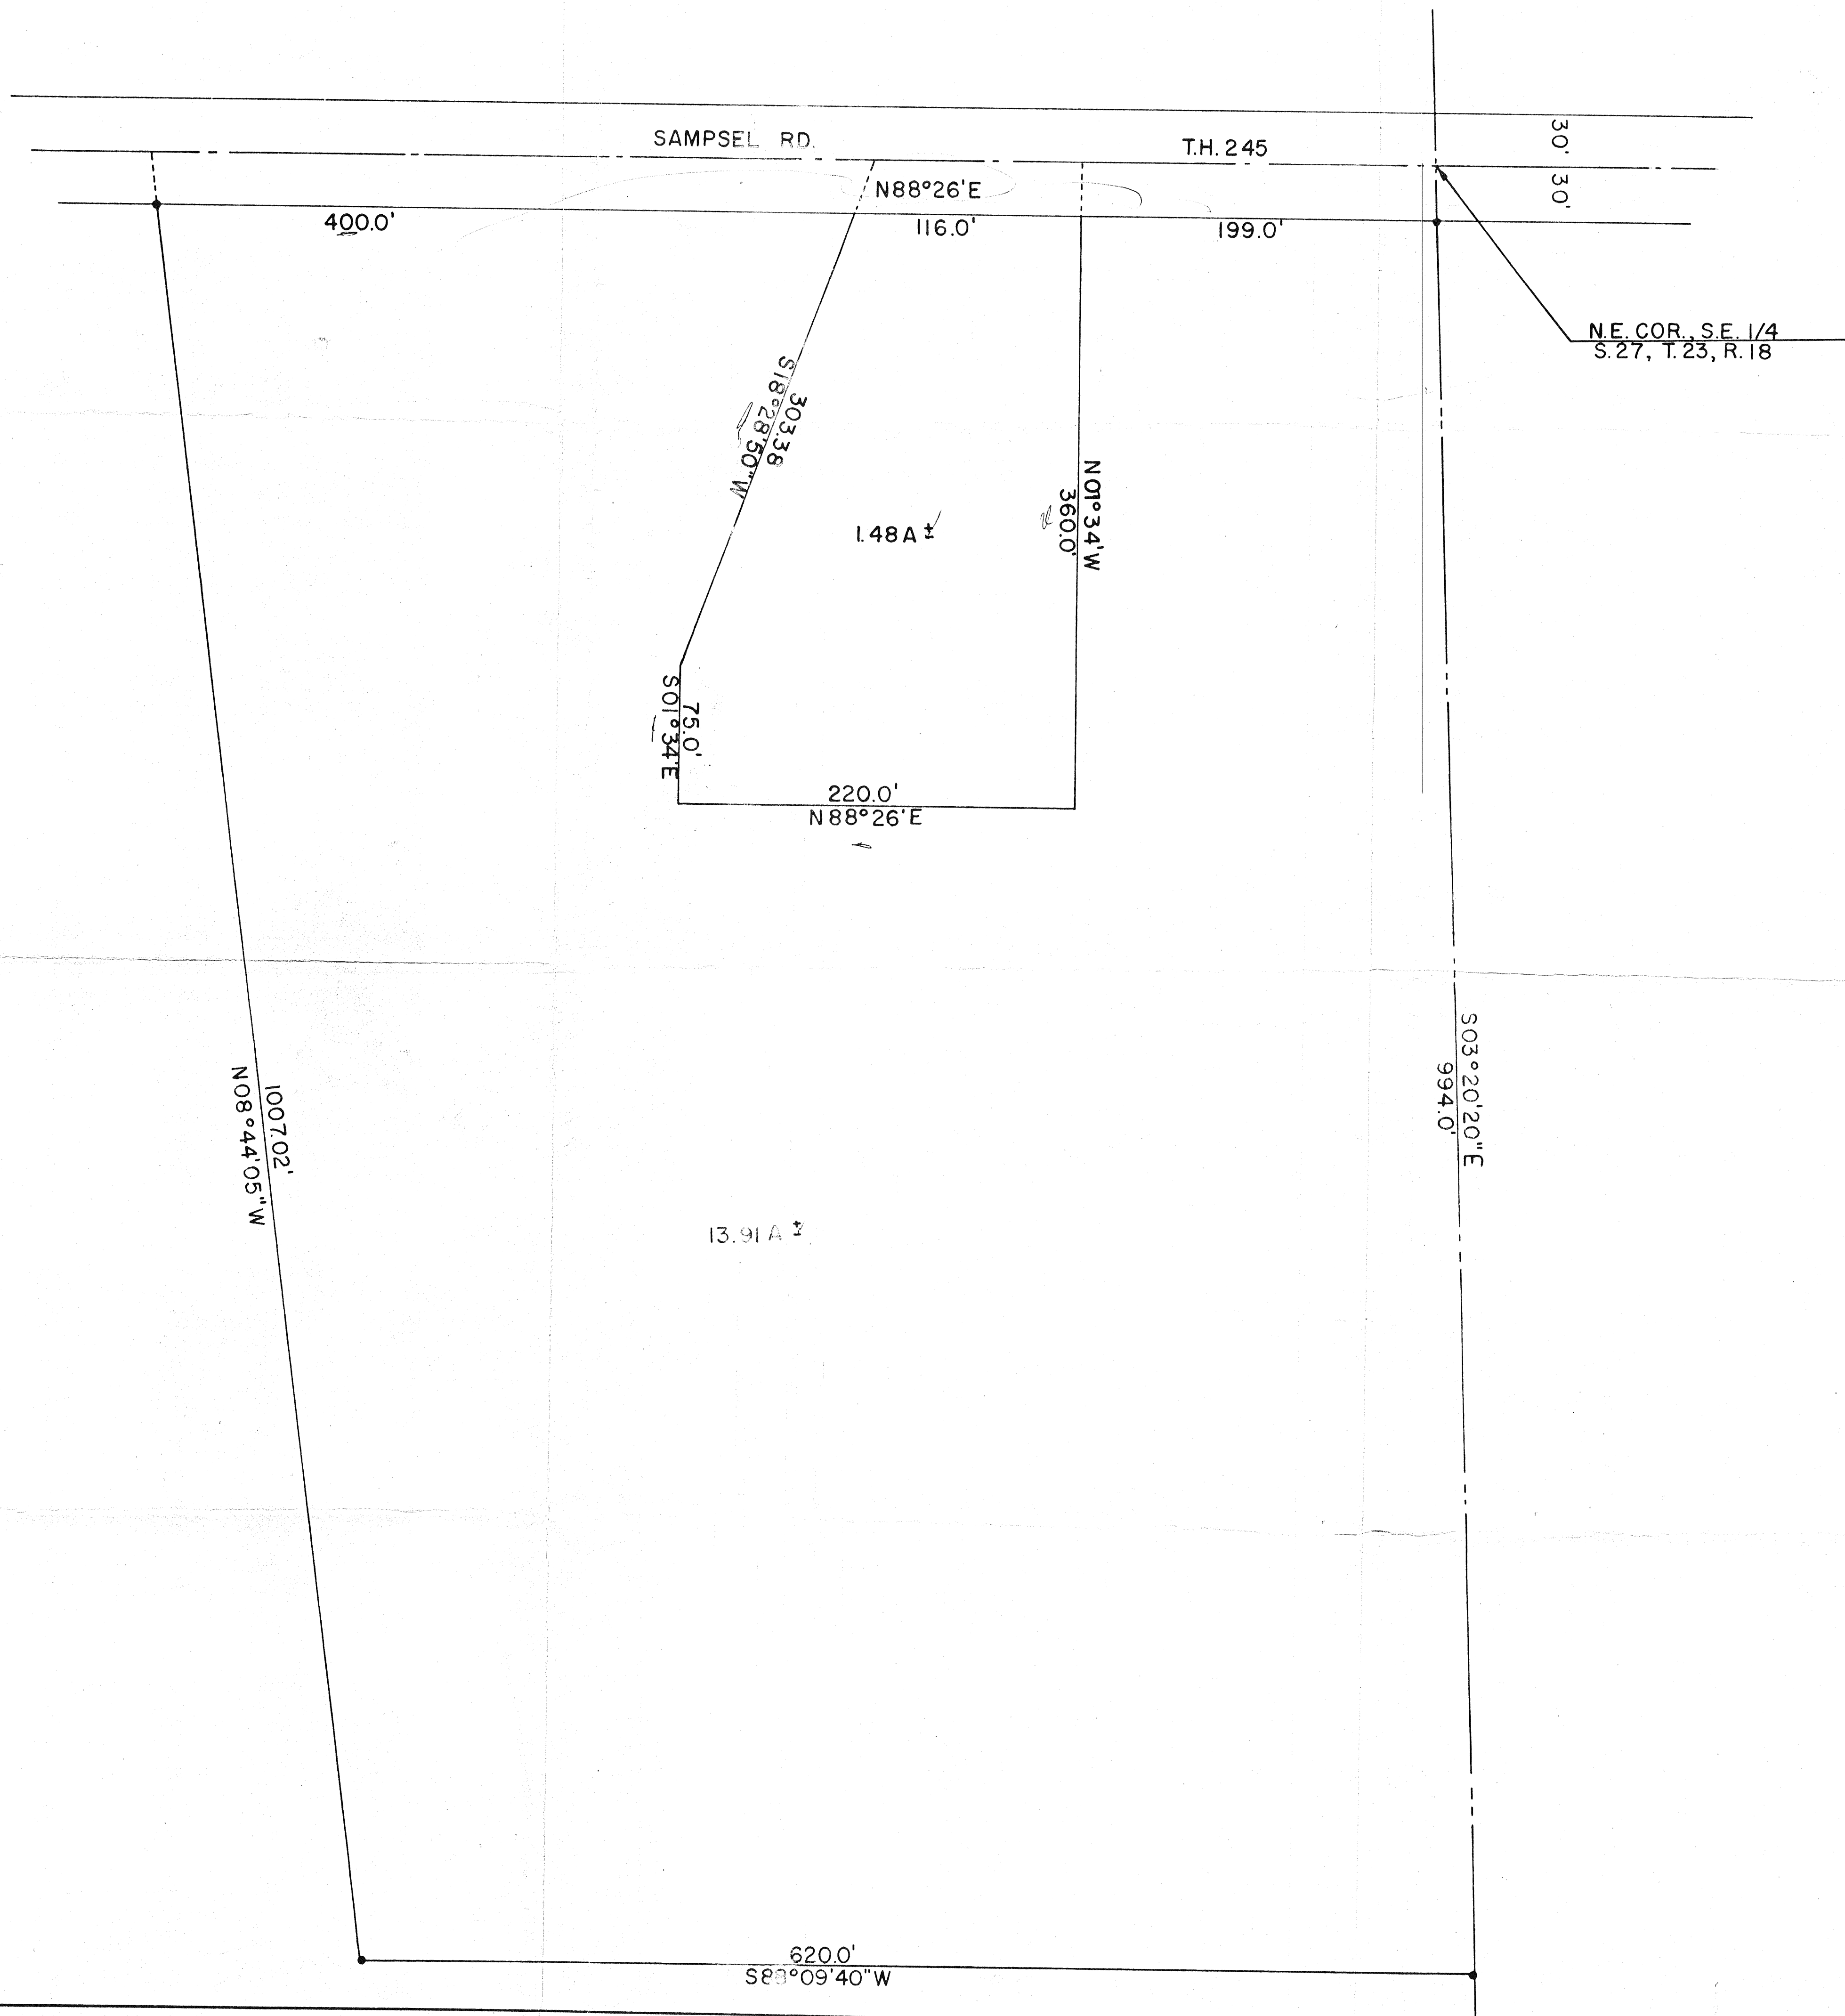 SAMPSEL RD.
T.H. 245
30'
30'
N88°26'E
400.0'
116.0'
199.0'
N.E. COR., S.E. 1/4
S.27, T.23, R.18
303.38
S18°28'50"W
N01°34'W
360.0'
1.48 A ±
75.0'
S01°34'E
220.0'
N88°26'E
S03°20'20"E
994.0'
1007.02'
N08°44'05"W
13.91 A ±
620.0'
S88°09'40"W